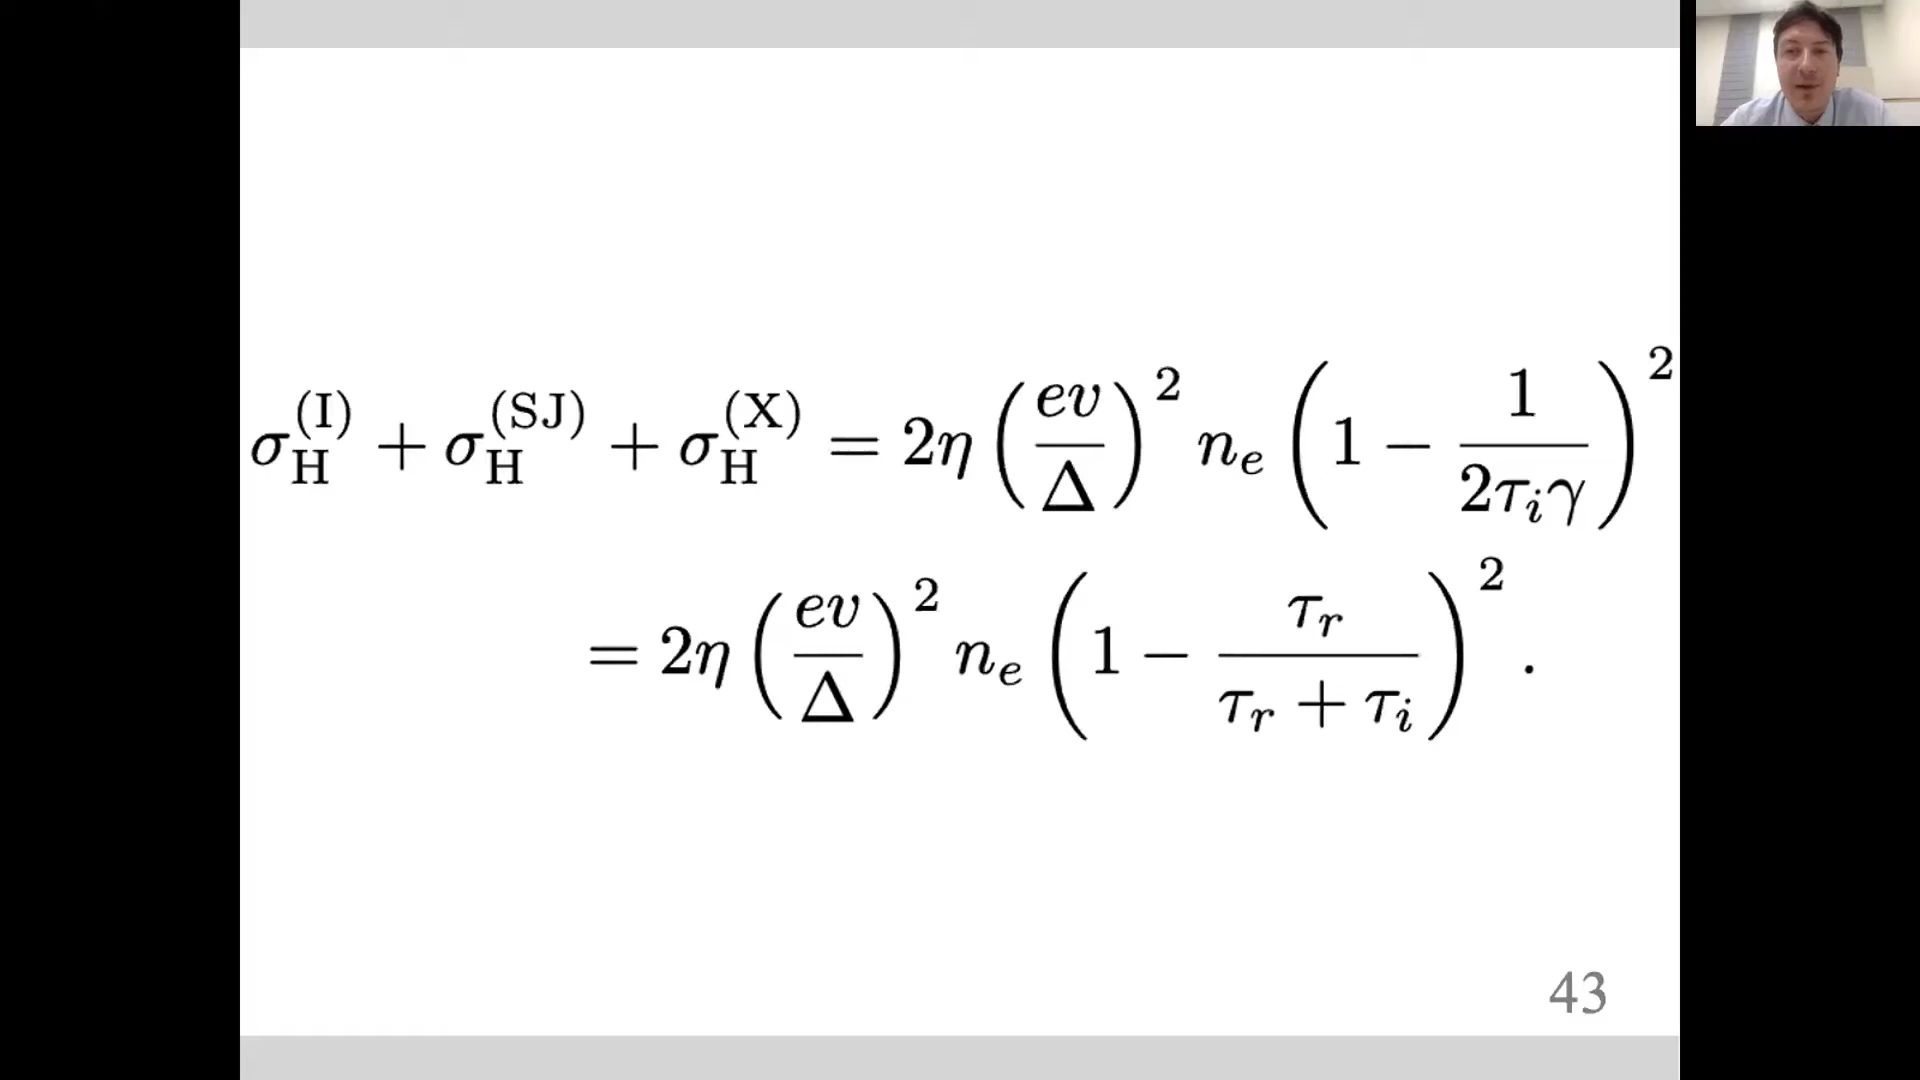 σ_H^(I) + σ_H^(SJ) + σ_H^(X) = 2η (ev/Δ)^2 n_e (1 − 1/(2τ_iγ))^2
= 2η (ev/Δ)^2 n_e (1 − τ_r/(τ_r + τ_i))^2 .
43